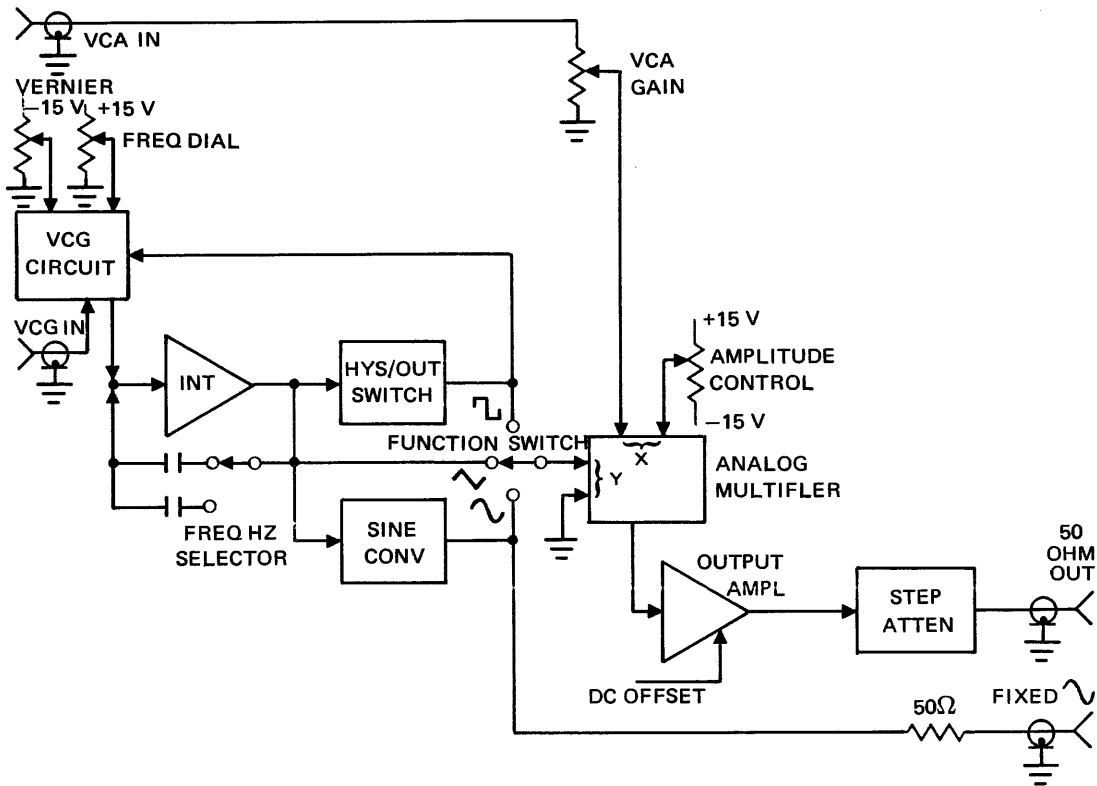 VCA IN
VCA
GAIN
VERNIER
−15 V
+15 V
FREQ DIAL
VCG
CIRCUIT
VCG IN
INT
HYS/OUT
SWITCH
+15 V
AMPLITUDE
CONTROL
−15 V
FUNCTION SWITCH
X
Y
ANALOG
MULTIFLER
FREQ HZ
SELECTOR
SINE
CONV
OUTPUT
AMPL
STEP
ATTEN
50
OHM
OUT
DC OFFSET
50Ω
FIXED